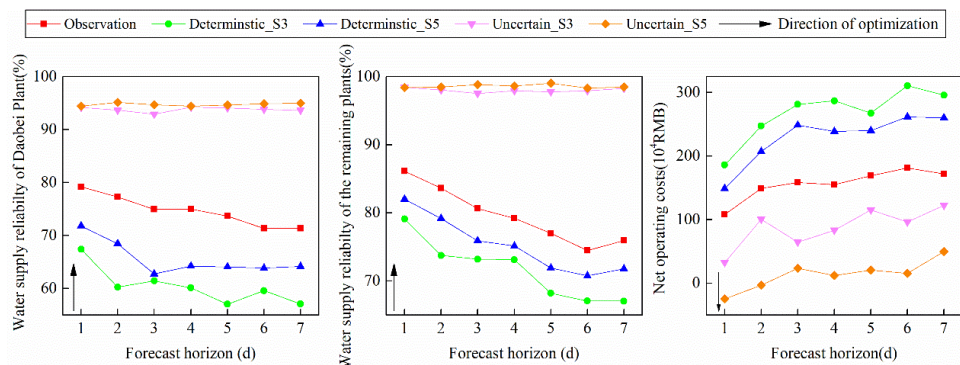 Observation Determinstic_S3 Determinstic_S5 Uncertain_S3 Uncertain_S5 Direction of optimization
Water supply reliability of Daobei Plant(%)
100
90
80
70
60
1 2 3 4 5 6 7
Forecast horizon (d)
Water supply reliability of the remaining plants(%)
100
90
80
70
1 2 3 4 5 6 7
Forecast horizon (d)
Net operating costs(10⁴RMB)
300
200
100
0
1 2 3 4 5 6 7
Forecast horizon(d)